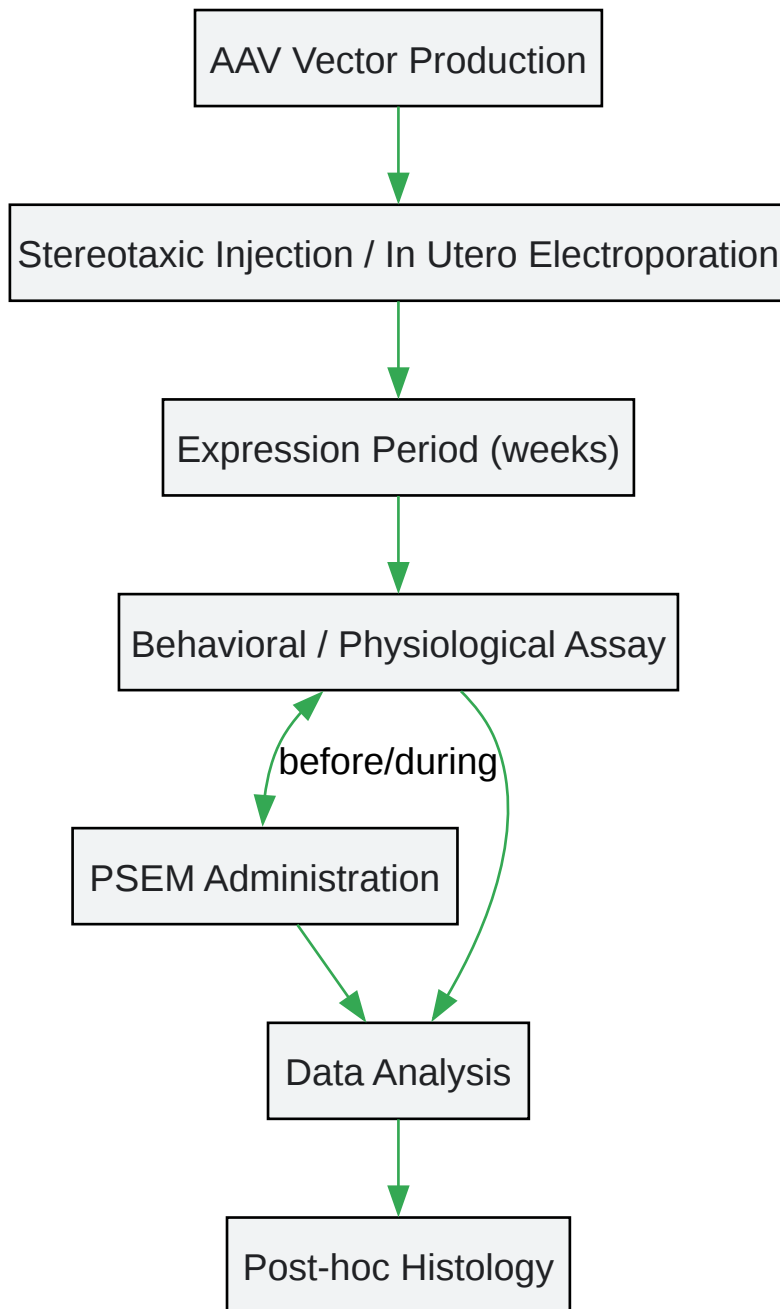 AAV Vector Production
Stereotaxic Injection / In Utero Electroporation
Expression Period (weeks)
Behavioral / Physiological Assay
before/during
PSEM Administration
Data Analysis
Post-hoc Histology